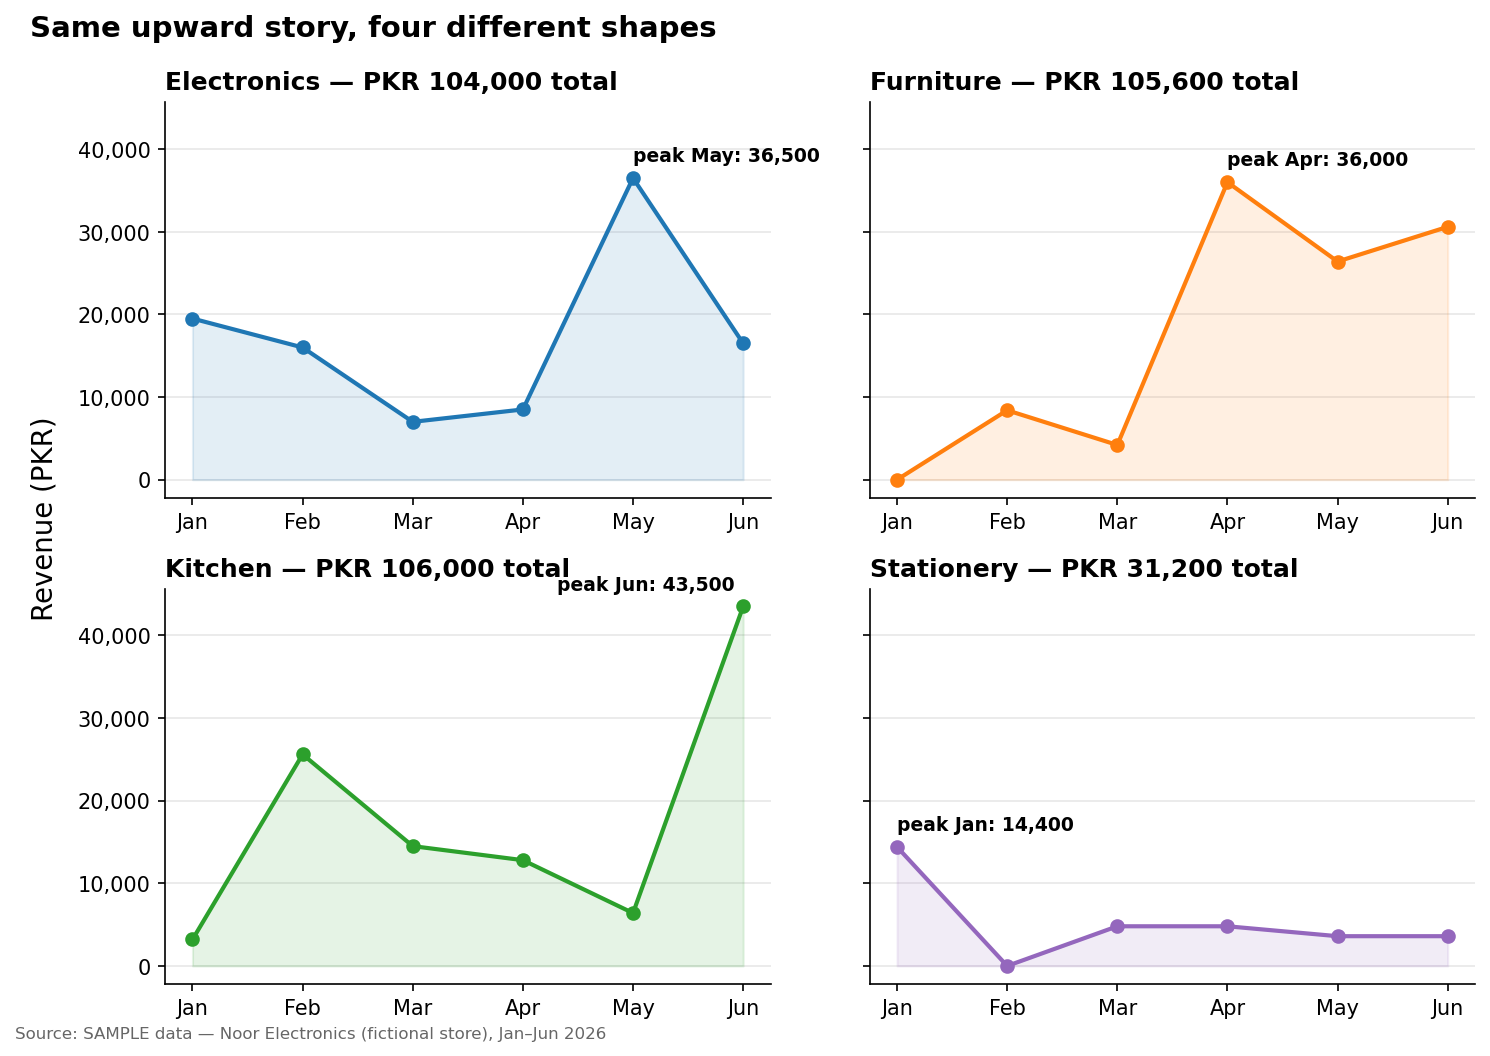 Same upward story, four different shapes
Electronics — PKR 104,000 total
40,000
30,000
20,000
10,000
0
peak May: 36,500
Jan Feb Mar Apr May Jun
Furniture — PKR 105,600 total
peak Apr: 36,000
Jan Feb Mar Apr May Jun
Revenue (PKR)
Kitchen — PKR 106,000 total
peak Jun: 43,500
40,000
30,000
20,000
10,000
0
Jan Feb Mar Apr May Jun
Stationery — PKR 31,200 total
peak Jan: 14,400
Jan Feb Mar Apr May Jun
Source: SAMPLE data — Noor Electronics (fictional store), Jan–Jun 2026